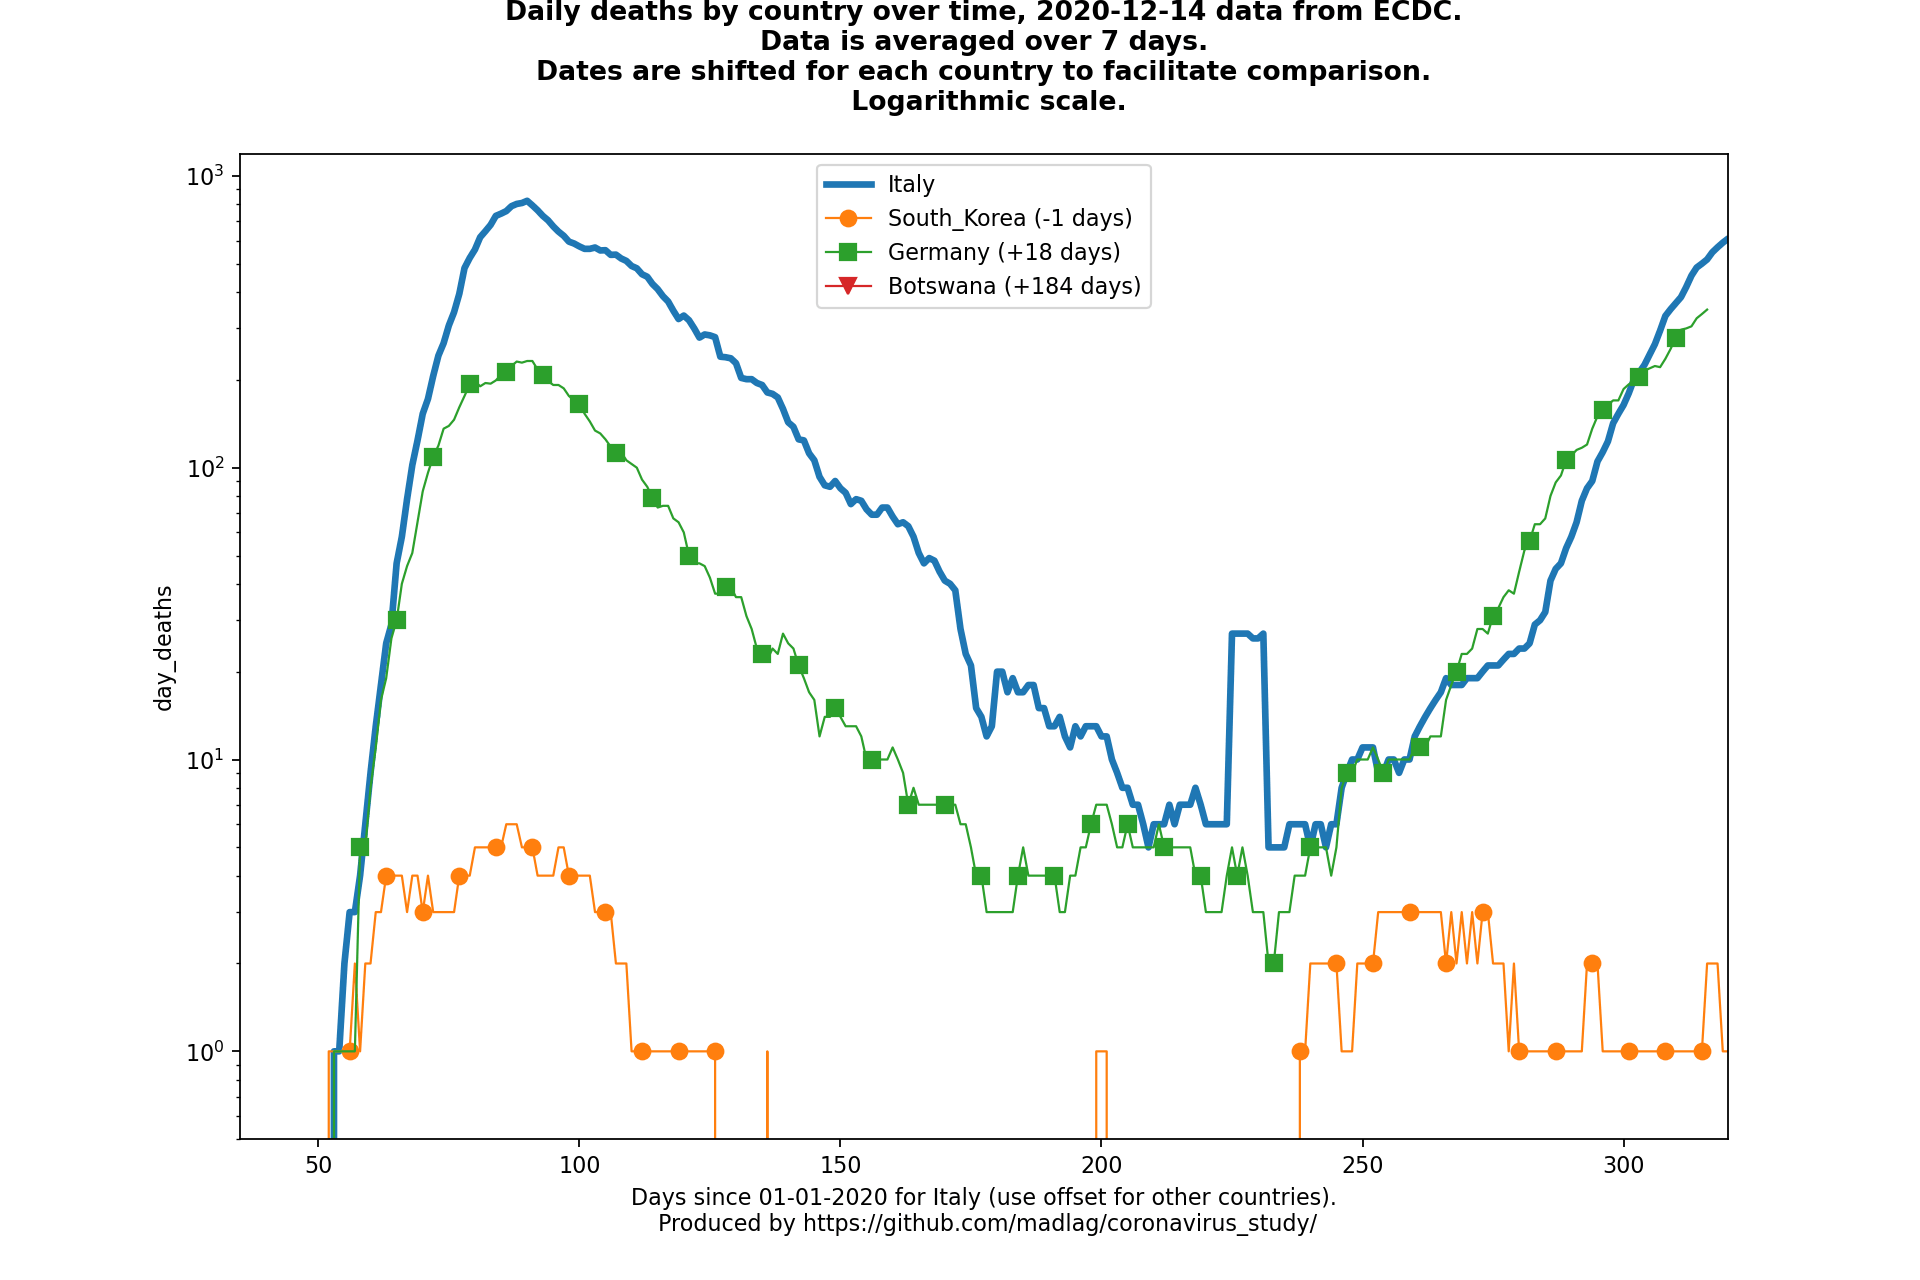 Daily deaths by country over time, 2020-12-14 data from ECDC.
Data is averaged over 7 days.
Dates are shifted for each country to facilitate comparison.
Logarithmic scale.
Italy
South_Korea (-1 days)
Germany (+18 days)
Botswana (+184 days)
10³
10²
10¹
10⁰
day_deaths
50 100 150 200 250 300
Days since 01-01-2020 for Italy (use offset for other countries).
Produced by https://github.com/madlag/coronavirus_study/